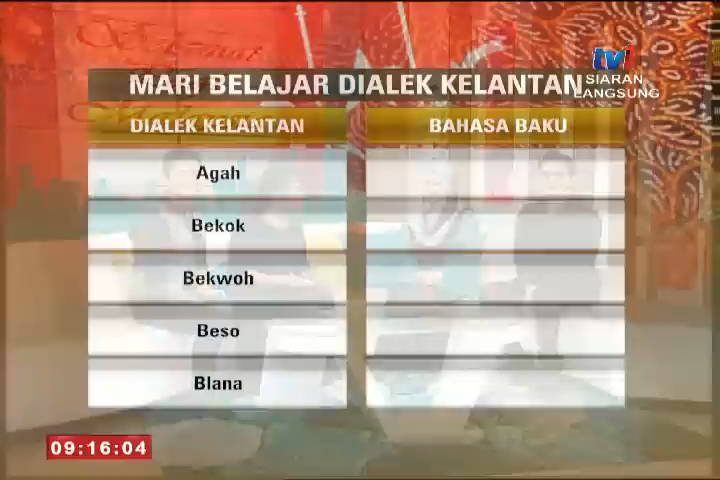 Selamat
tv1
SIARAN
LANGSUNG
MARI BELAJAR DIALEK KELANTAN
DIALEK KELANTAN BAHASA BAKU
Agah
Bekok
Bekwoh
Beso
Blana
09:16:04